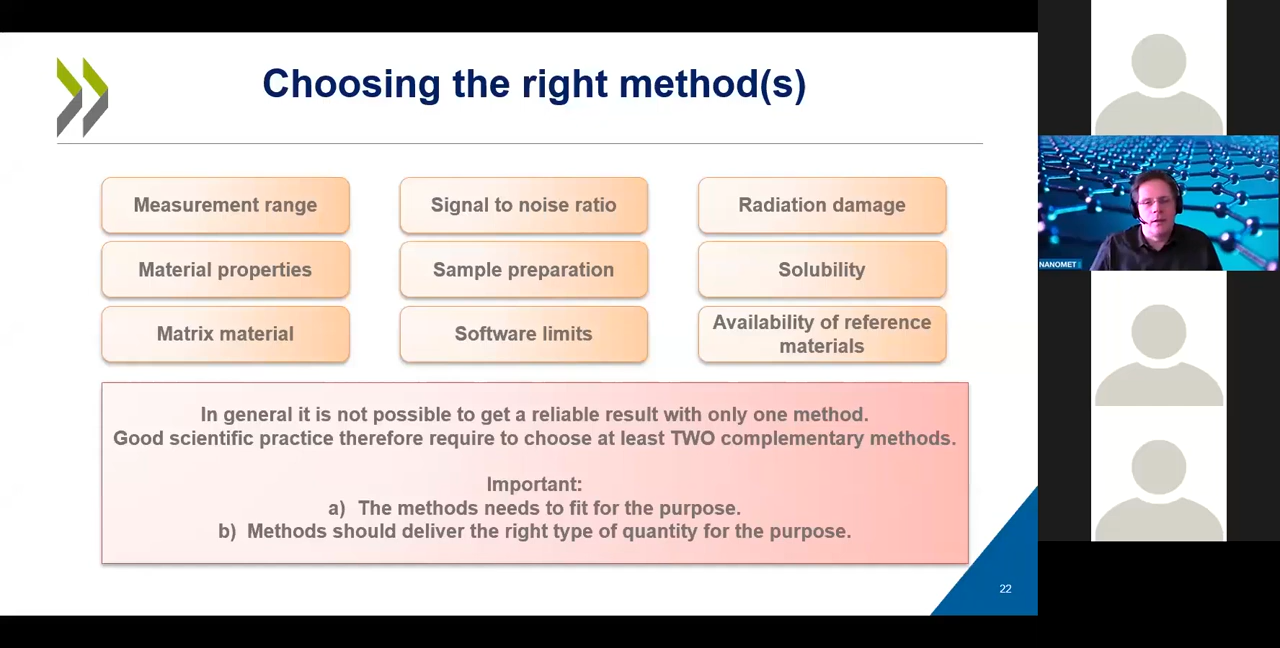 Choosing the right method(s)
Measurement range
Signal to noise ratio
Radiation damage
Material properties
Sample preparation
Solubility
Matrix material
Software limits
Availability of reference
materials
In general it is not possible to get a reliable result with only one method.
Good scientific practice therefore require to choose at least TWO complementary methods.
Important:
a) The methods needs to fit for the purpose.
b) Methods should deliver the right type of quantity for the purpose.
22
NANOMET